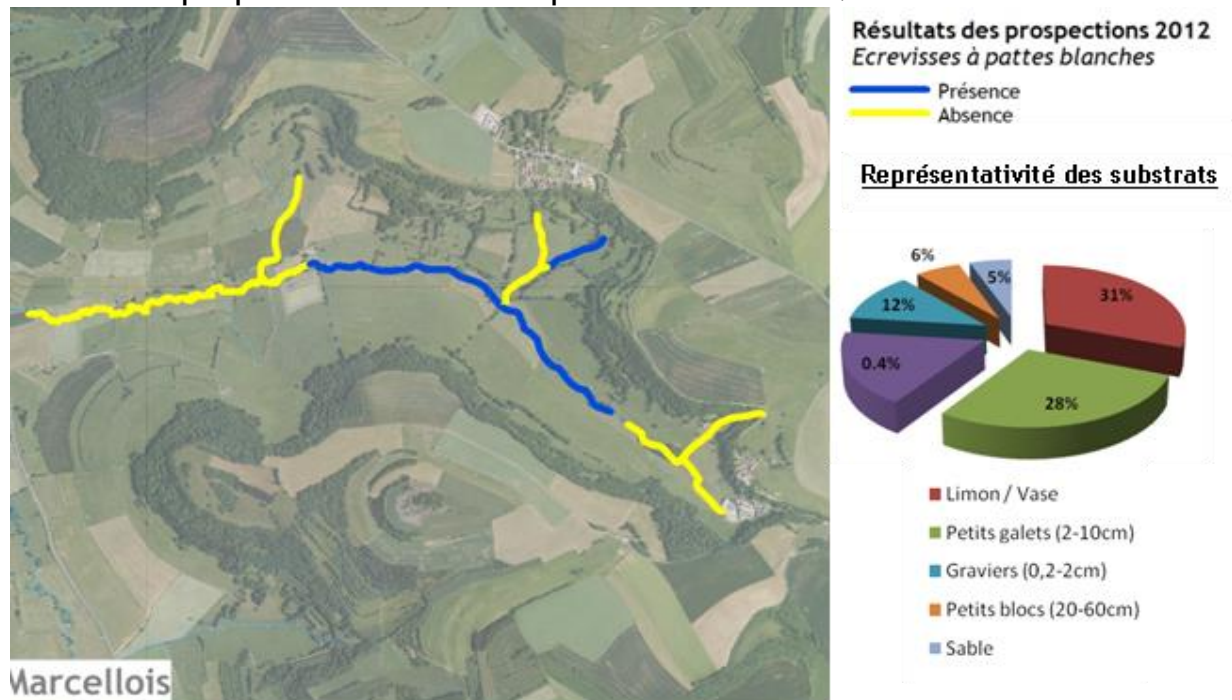 Résultats des prospections 2012
Ecrevisses à pattes blanches
Présence
Absence
Représentativité des substrats
6%
5%
31%
12%
0.4%
28%
Limon / Vase
Petits galets (2-10cm)
Graviers (0,2-2cm)
Petits blocs (20-60cm)
Sable
Marcellois